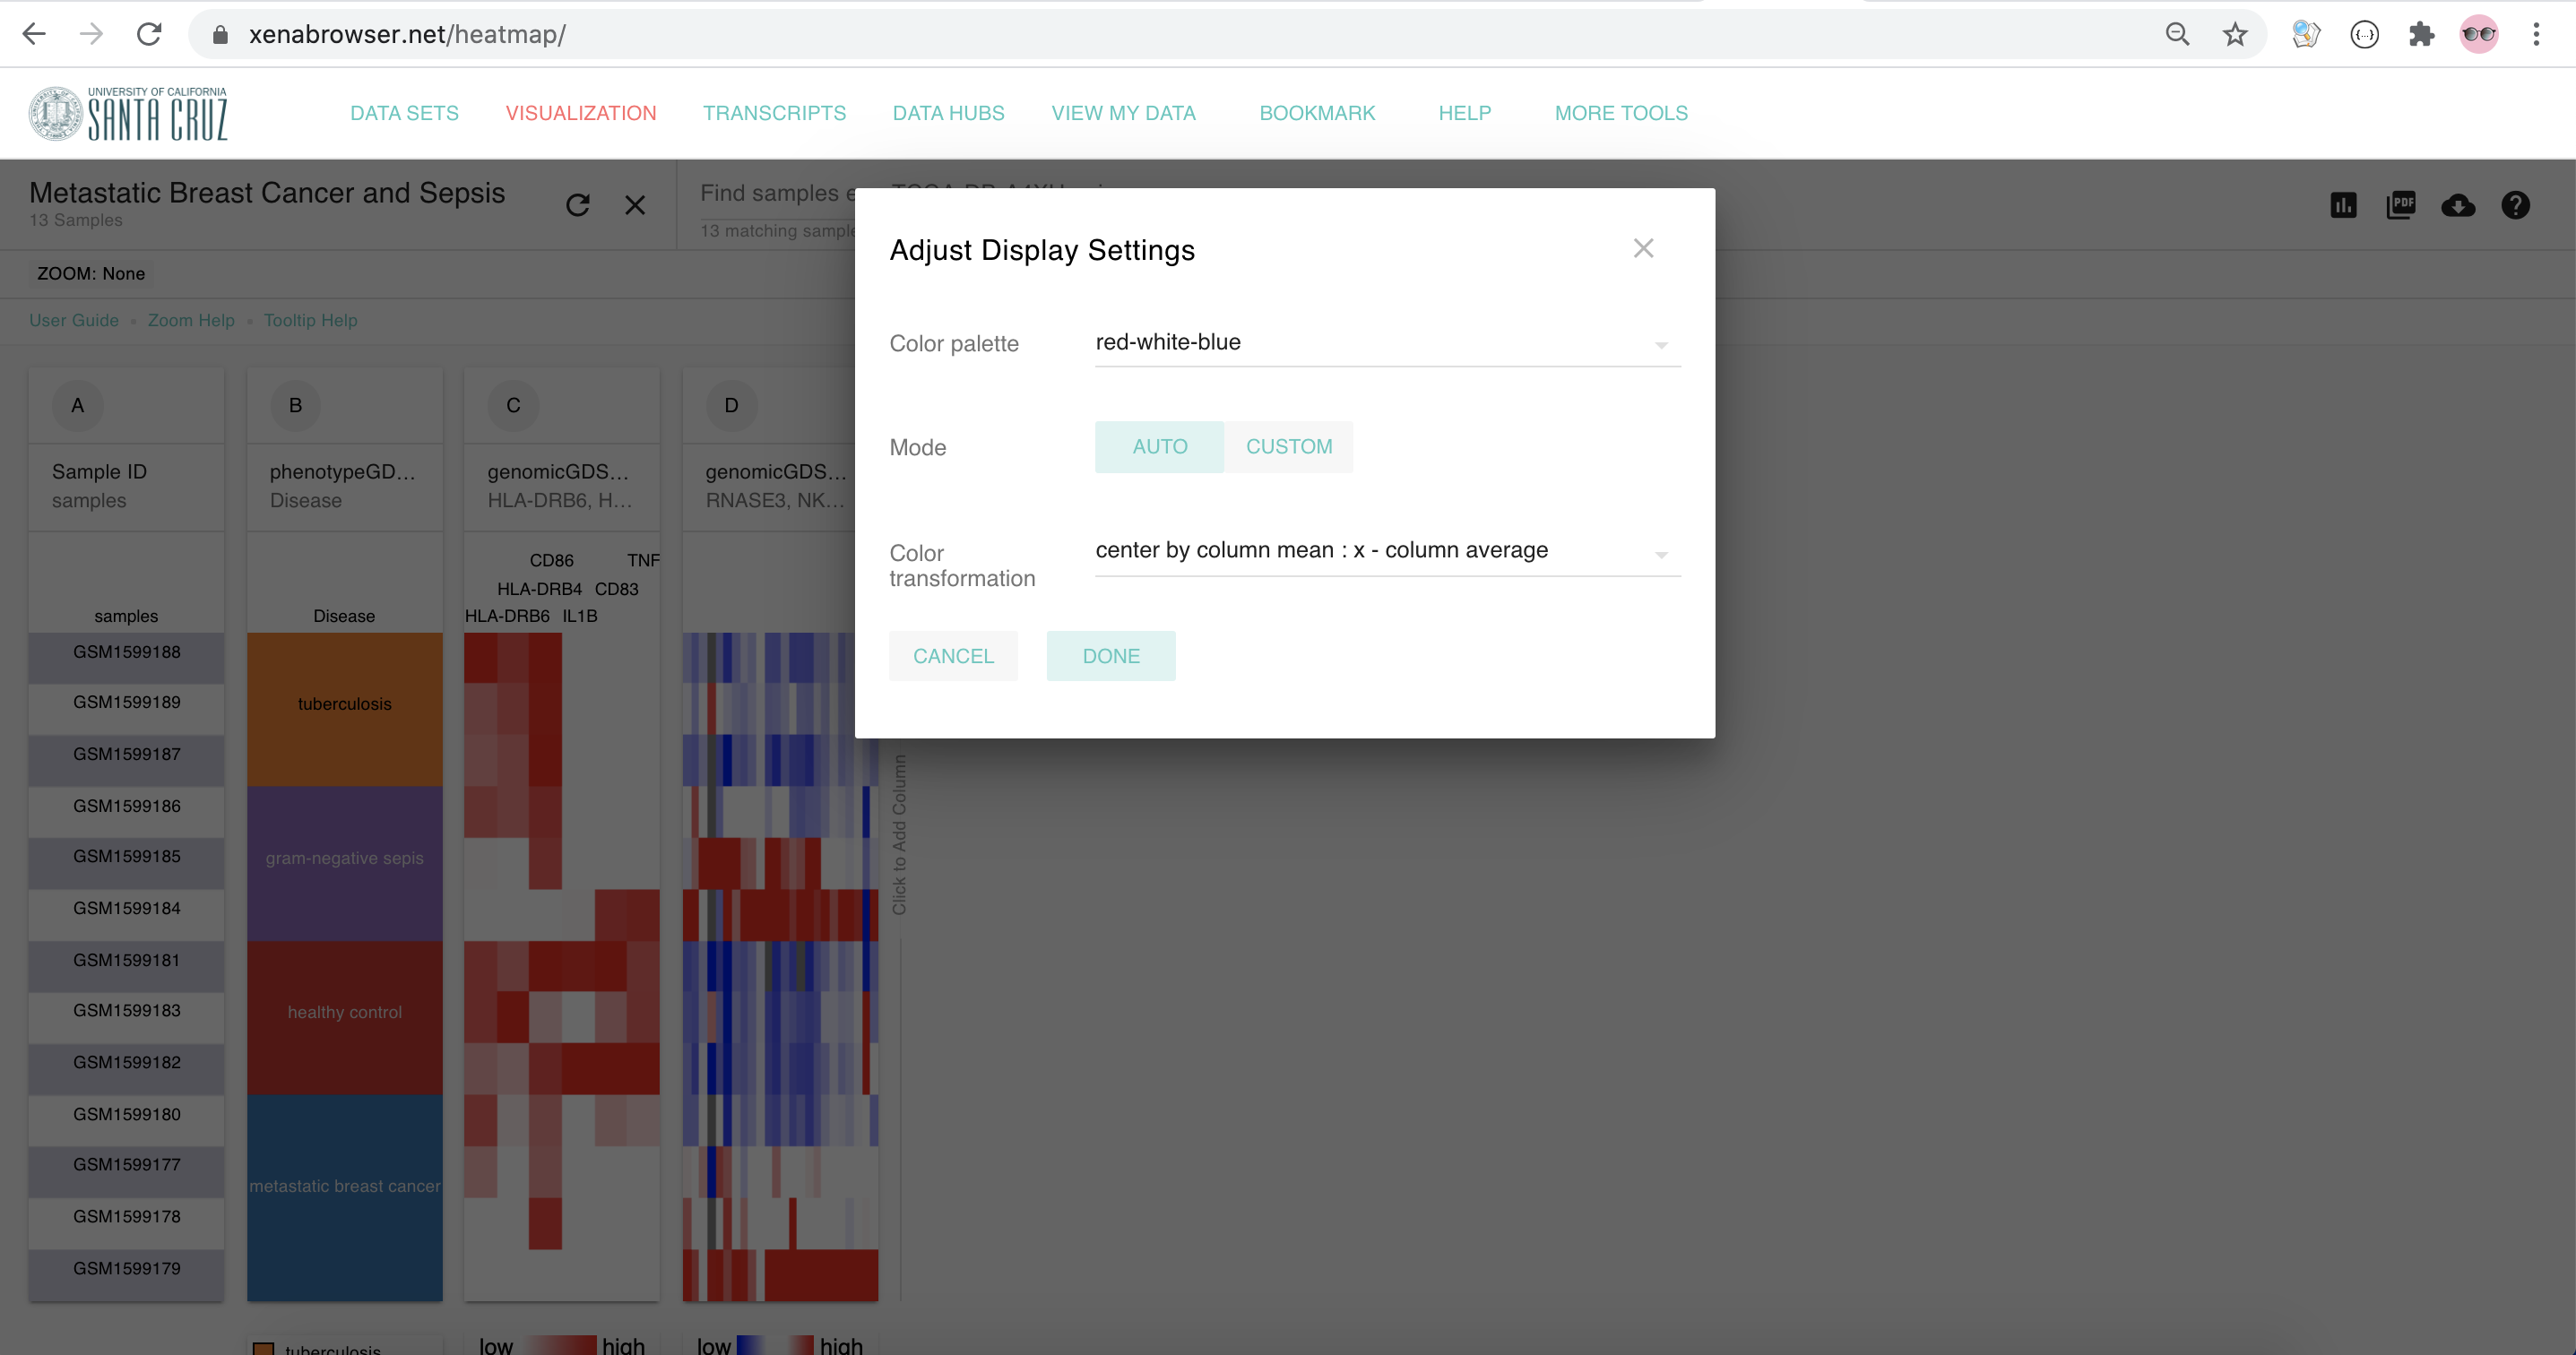 xenabrowser.net/heatmap/
UNIVERSITY OF CALIFORNIA
SANTA CRUZ
DATA SETS VISUALIZATION TRANSCRIPTS DATA HUBS VIEW MY DATA BOOKMARK HELP MORE TOOLS
Metastatic Breast Cancer and Sepsis
13 Samples
Find samples e
13 matching sample
PDF
?
ZOOM: None
User Guide • Zoom Help • Tooltip Help
Adjust Display Settings
Color palette red-white-blue
Mode AUTO CUSTOM
Color transformation center by column mean : x - column average
CANCEL DONE
A B C D
Sample ID phenotypeGD... genomicGDS... genomicGDS...
samples Disease HLA-DRB6, H... RNASE3, NK...
CD86 TNF
HLA-DRB4 CD83
samples Disease HLA-DRB6 IL1B
GSM1599188
GSM1599189 tuberculosis
GSM1599187
GSM1599186
GSM1599185 gram-negative sepis
GSM1599184
GSM1599181
GSM1599183 healthy control
GSM1599182
GSM1599180
GSM1599177
metastatic breast cancer
GSM1599178
GSM1599179
Click to Add Column
tuberculosis low high low high